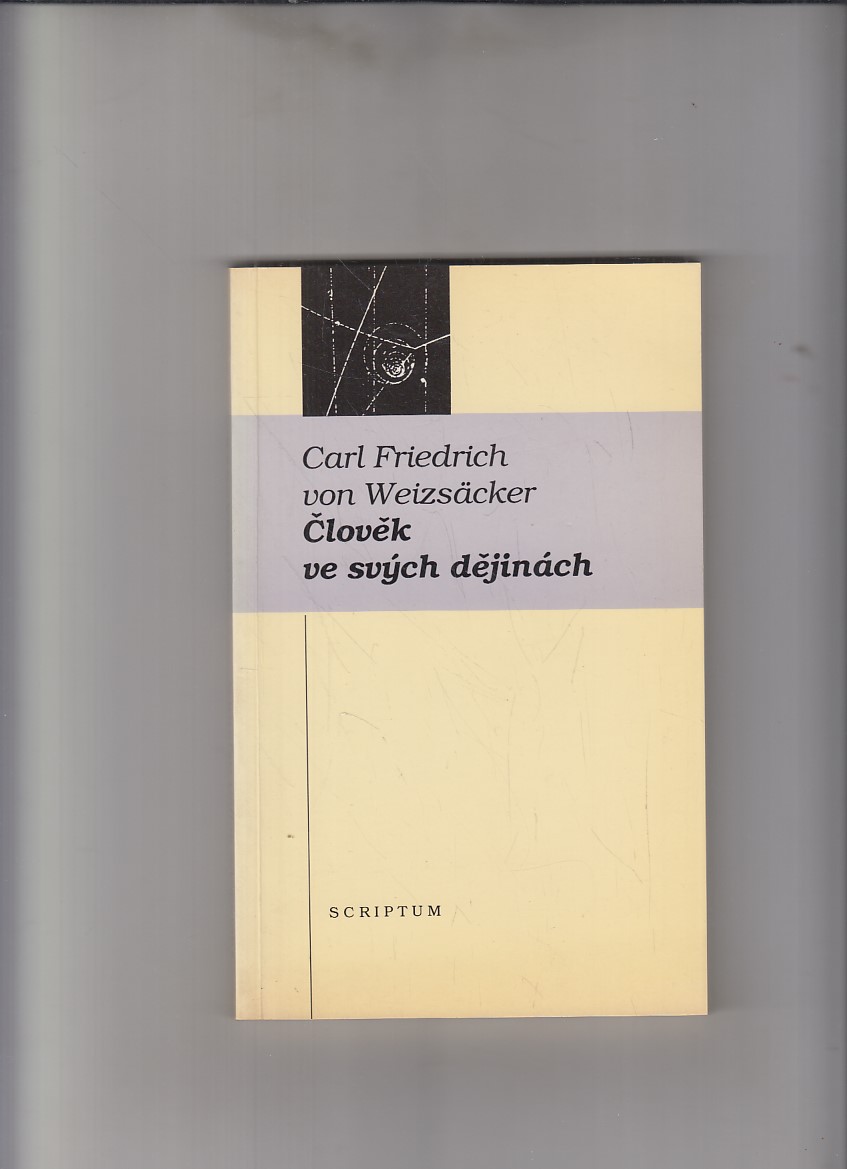 Carl Friedrich
von Weizsäcker
Člověk
ve svých dějinách
SCRIPTUM